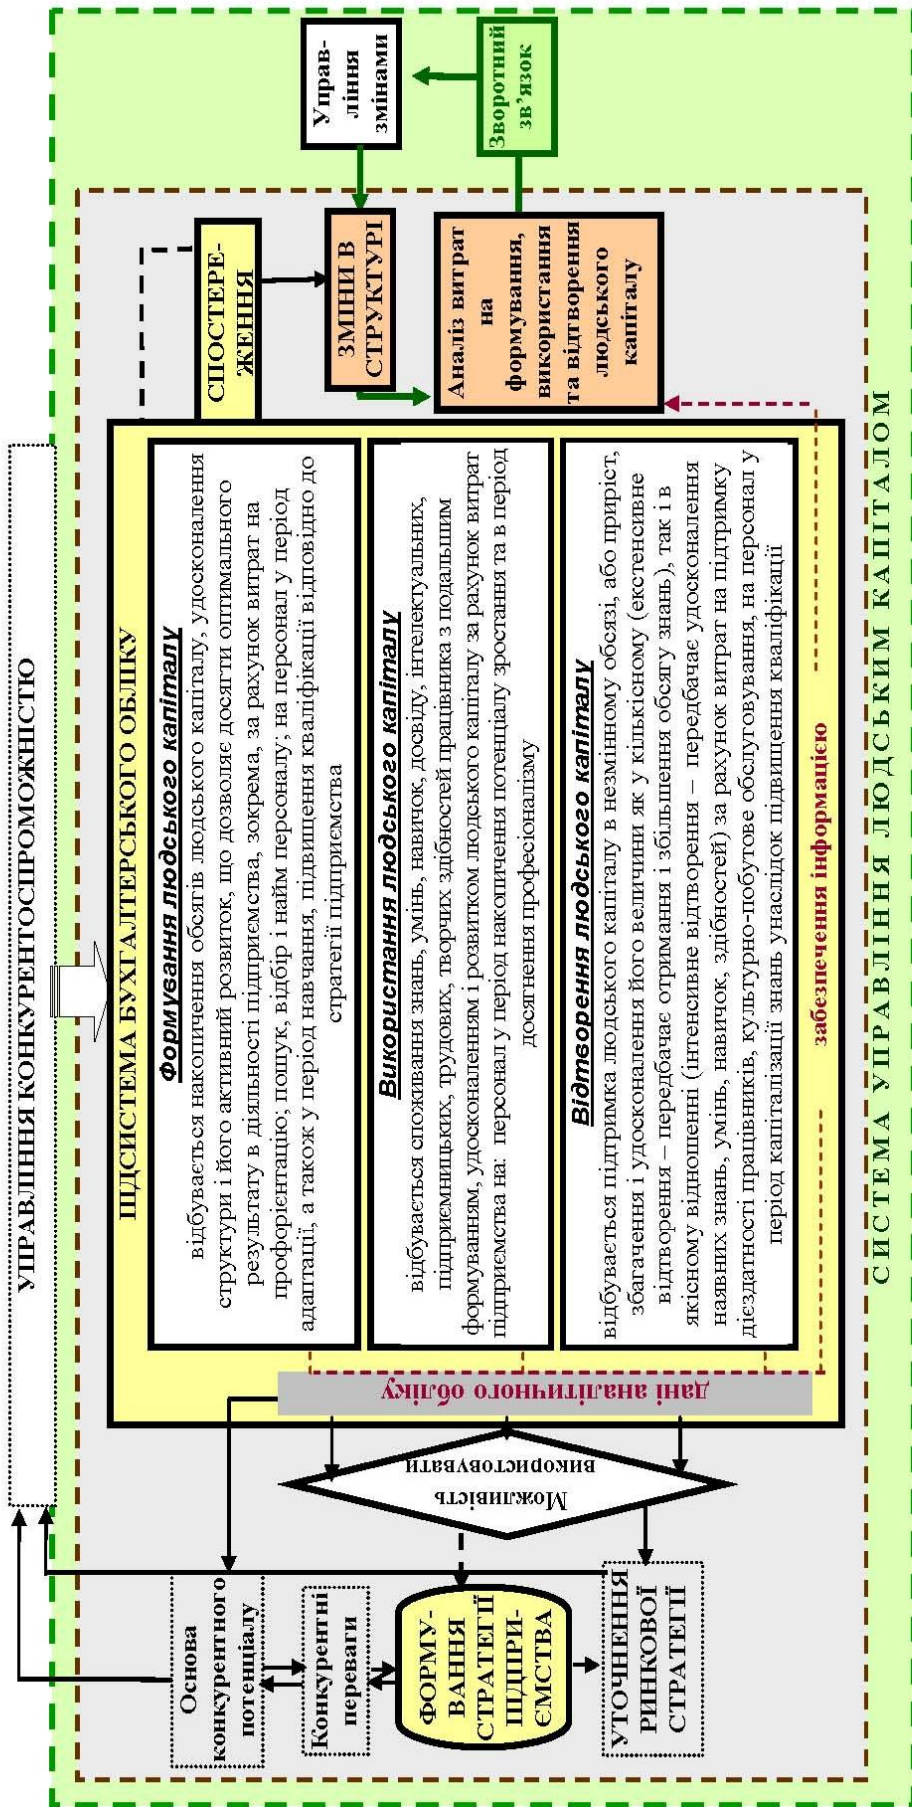 УПРАВЛІННЯ КОНКУРЕНТОСПРОМОЖНІСТЮ
Основа
конкурентного
потенціалу
Конкурентні
переваги
ФОРМУ-
ВАННЯ
СТРАТЕГІЇ
ПІДПРИ-
ЄМСТВА
УТОЧНЕННЯ
РИНКОВОЇ
СТРАТЕГІЇ
Можливість
використовувати
дані аналітичного обліку
ПІДСИСТЕМА БУХГАЛТЕРСЬКОГО ОБЛІКУ
Формування людського капіталу
відбувається накопичення обсягів людського капіталу, удосконалення
структури і його активний розвиток, що дозволяє досягти оптимального
результату в діяльності підприємства, зокрема, за рахунок витрат на
профорієнтацію; пошук, відбір і найм персоналу; на персонал у період
адаптації, а також у період навчання, підвищення кваліфікації відповідно до
стратегії підприємства
Використання людського капіталу
відбувається споживання знань, умінь, навичок, досвіду, інтелектуальних,
підприємницьких, трудових, творчих здібностей працівника з подальшим
формуванням, удосконаленням і розвитком людського капіталу за рахунок витрат
підприємства на: персонал у період накопичення потенціалу зростання та в період
досягнення професіоналізму
Відтворення людського капіталу
відбувається підтримка людського капіталу в незмінному обсязі, або приріст,
збагачення і удосконалення його величини як у кількісному (екстенсивне
відтворення – передбачає отримання і збільшення обсягу знань), так і в
якісному відношенні (інтенсивне відтворення – передбачає удосконалення
наявних знань, умінь, навичок, здібностей) за рахунок витрат на підтримку
дієздатності працівників, культурно-побутове обслуговування, на персонал у
період капіталізації знань унаслідок підвищення кваліфікації
забезпечення інформацією
СПОСТЕРЕ-
ЖЕННЯ
ЗМІНИ В
СТРУКТУРІ
Аналіз витрат
на
формування,
використання
та відтворення
людського
капіталу
Управ-
ління
змінами
Зворотний
зв’язок
СИСТЕМА УПРАВЛІННЯ ЛЮДСЬКИМ КАПІТАЛОМ